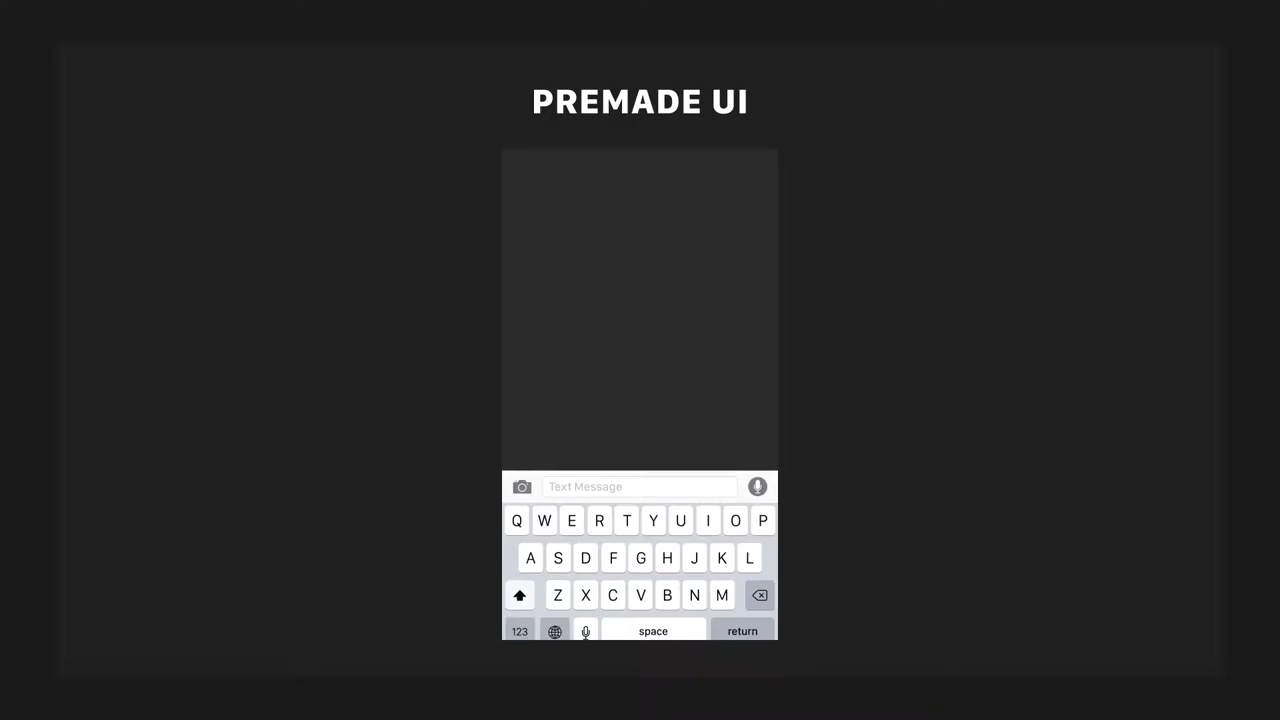 PREMADE UI
Text Message
Q W E R T Y U I O P
A S D F G H J K L
Z X C V B N M
123 space return